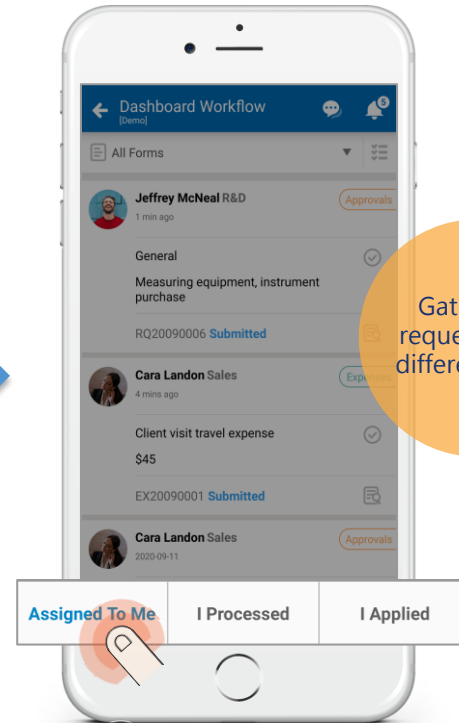 Dashboard Workflow
[Demo]
5
All Forms
Jeffrey McNeal R&D
Approvals
1 min ago
General
Measuring equipment, instrument
purchase
RQ20090006 Submitted
Cara Landon Sales
4 mins ago
Client visit travel expense
$45
EX20090001 Submitted
Cara Landon Sales
Approvals
2020-09-11
Assigned To Me
I Processed
I Applied